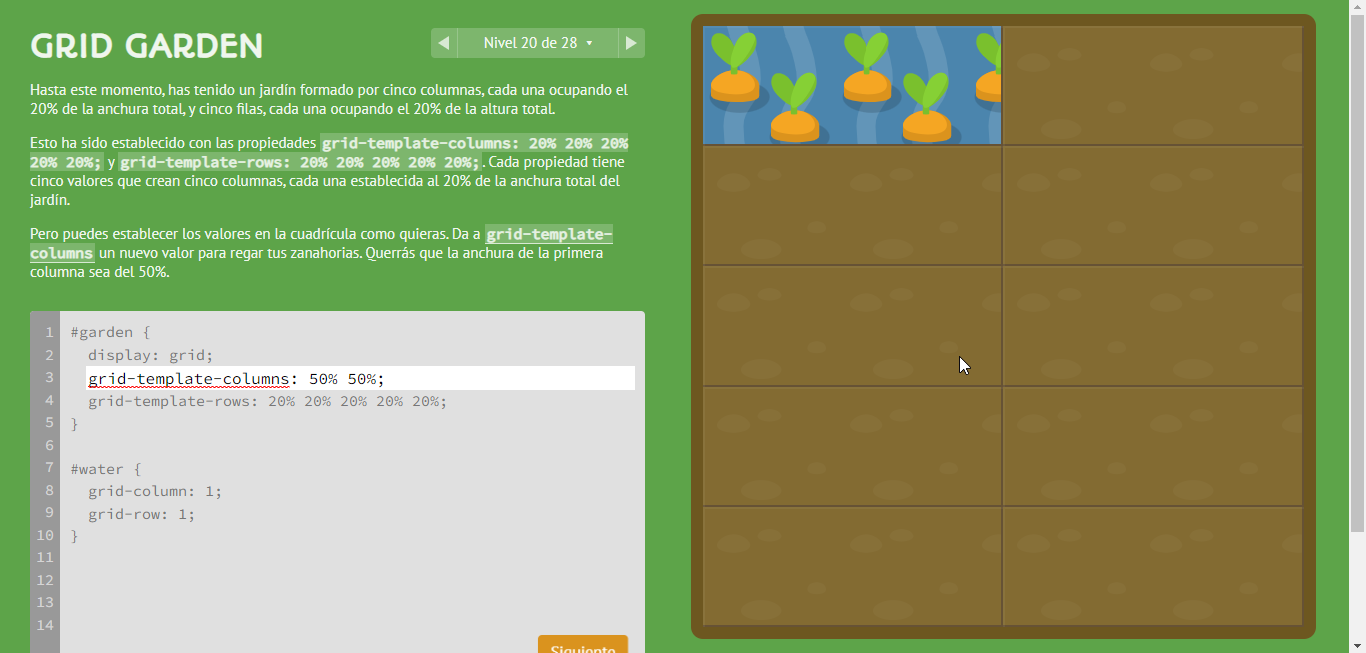 GRID GARDEN
Nivel 20 de 28
Hasta este momento, has tenido un jardín formado por cinco columnas, cada una ocupando el
20% de la anchura total, y cinco filas, cada una ocupando el 20% de la altura total.
Esto ha sido establecido con las propiedades grid-template-columns: 20% 20% 20%
20% 20%; y grid-template-rows: 20% 20% 20% 20% 20%;. Cada propiedad tiene
cinco valores que crean cinco columnas, cada una establecida al 20% de la anchura total del
jardín.
Pero puedes establecer los valores en la cuadrícula como quieras. Da a grid-template-
columns un nuevo valor para regar tus zanahorias. Querrás que la anchura de la primera
columna sea del 50%.
1 #garden {
2 display: grid;
3 grid-template-columns: 50% 50%;
4 grid-template-rows: 20% 20% 20% 20% 20%;
5 }
6
7 #water {
8 grid-column: 1;
9 grid-row: 1;
10 }
11
12
13
14
Siguiente